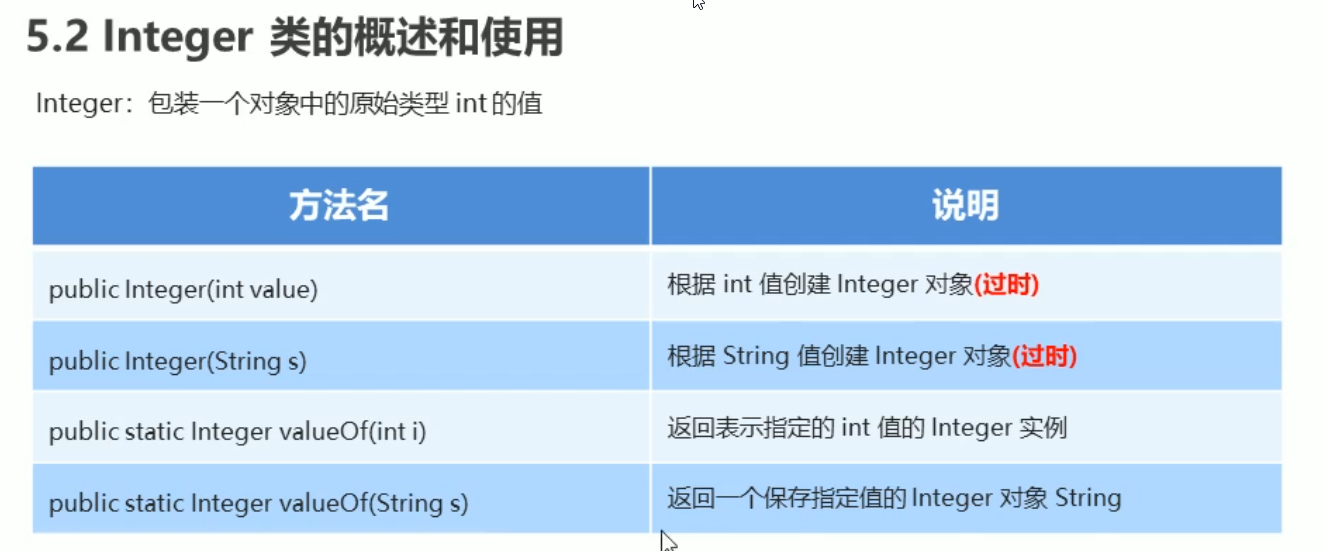 5.2 Integer 类的概述和使用
Integer：包装一个对象中的原始类型 int 的值
方法名 说明
public Integer(int value) 根据 int 值创建 Integer 对象(过时)
public Integer(String s) 根据 String 值创建 Integer 对象(过时)
public static Integer valueOf(int i) 返回表示指定的 int 值的 Integer 实例
public static Integer valueOf(String s) 返回一个保存指定值的 Integer 对象 String